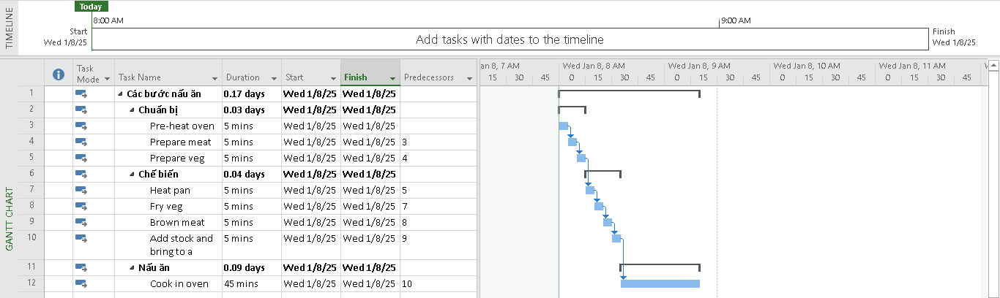 TIMELINE
Today
8:00 AM
9:00 AM
Start
Wed 1/8/25
Add tasks with dates to the timeline
Finish
Wed 1/8/25
GANTT CHART
Task Mode Task Name Duration Start Finish Predecessors
an 8, 7 AM Wed Jan 8, 8 AM Wed Jan 8, 9 AM Wed Jan 8, 10 AM Wed Jan 8, 11 AM
15 30 45 0 15 30 45 0 15 30 45 0 15 30 45 0 15 30 45
1 Các bước nấu ăn 0.17 days Wed 1/8/25 Wed 1/8/25
2 Chuẩn bị 0.03 days Wed 1/8/25 Wed 1/8/25
3 Pre-heat oven 5 mins Wed 1/8/25 Wed 1/8/25
4 Prepare meat 5 mins Wed 1/8/25 Wed 1/8/25 3
5 Prepare veg 5 mins Wed 1/8/25 Wed 1/8/25 4
6 Chế biến 0.04 days Wed 1/8/25 Wed 1/8/25
7 Heat pan 5 mins Wed 1/8/25 Wed 1/8/25 5
8 Fry veg 5 mins Wed 1/8/25 Wed 1/8/25 7
9 Brown meat 5 mins Wed 1/8/25 Wed 1/8/25 8
10 Add stock and 5 mins Wed 1/8/25 Wed 1/8/25 9
bring to a
11 Nấu ăn 0.09 days Wed 1/8/25 Wed 1/8/25
12 Cook in oven 45 mins Wed 1/8/25 Wed 1/8/25 10